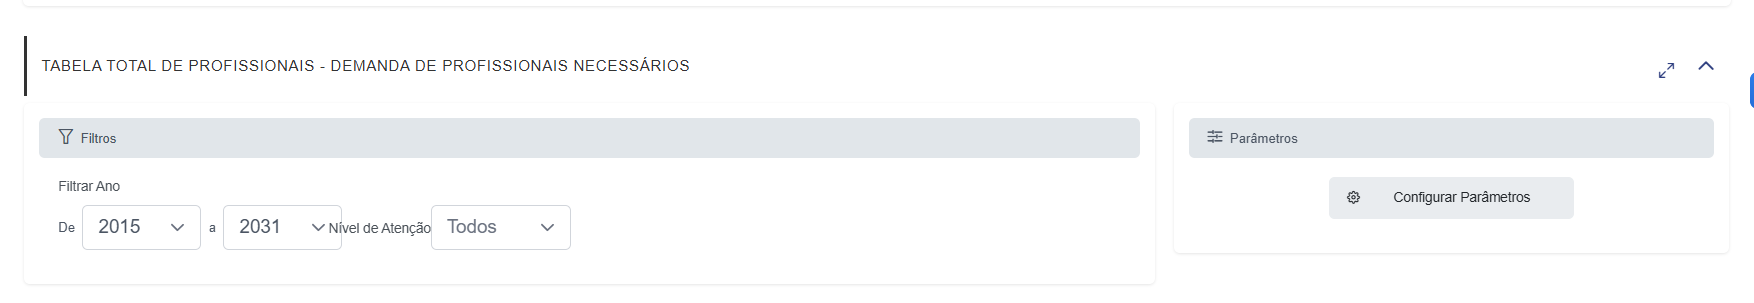 TABELA TOTAL DE PROFISSIONAIS - DEMANDA DE PROFISSIONAIS NECESSÁRIOS
Filtros
Filtrar Ano
De 2015 a 2031 Nível de Atenção Todos
Parâmetros
Configurar Parâmetros